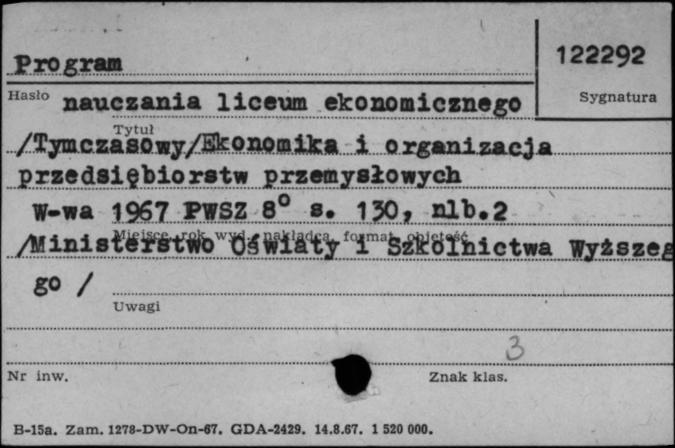 Program
122292
Hasło
Sygnatura
nauczania liceum ekonomicznego
Tytuł
/Tymczasowy/Ekonomika i organizacja
przedsiębiorstw przemysłowych
W-wa 1967 PWSZ 8° s. 130, nlb.2
Miejsce, rok wyd., nakładca, format, objętość
/Ministerstwo Oświaty i Szkolnictwa Wyższeg
go /
Uwagi
3
Nr inw.
Znak klas.
B-15a. Zam. 1278-DW-On-67. GDA-2429. 14.8.67. 1 520 000.